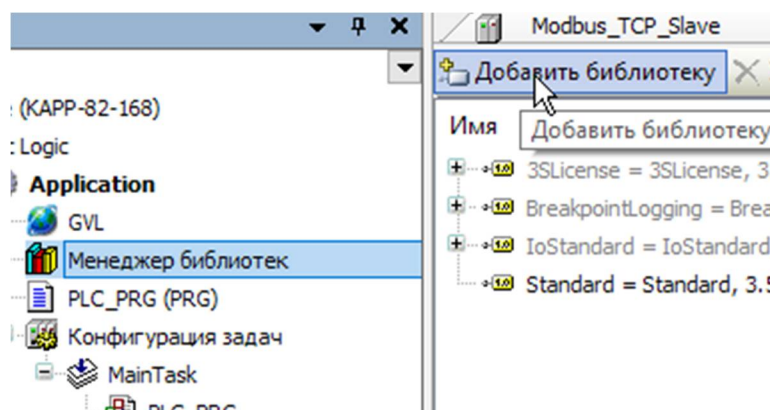 Modbus_TCP_Slave
Добавить библиотеку
(KAPP-82-168)
Logic
Application
GVL
Менеджер библиотек
PLC_PRG (PRG)
Конфигурация задач
MainTask
PLC_PRG
Имя
Добавить библиотеку
3SLicense = 3SLicense, 3
BreakpointLogging = Brea
IoStandard = IoStandard
Standard = Standard, 3.5